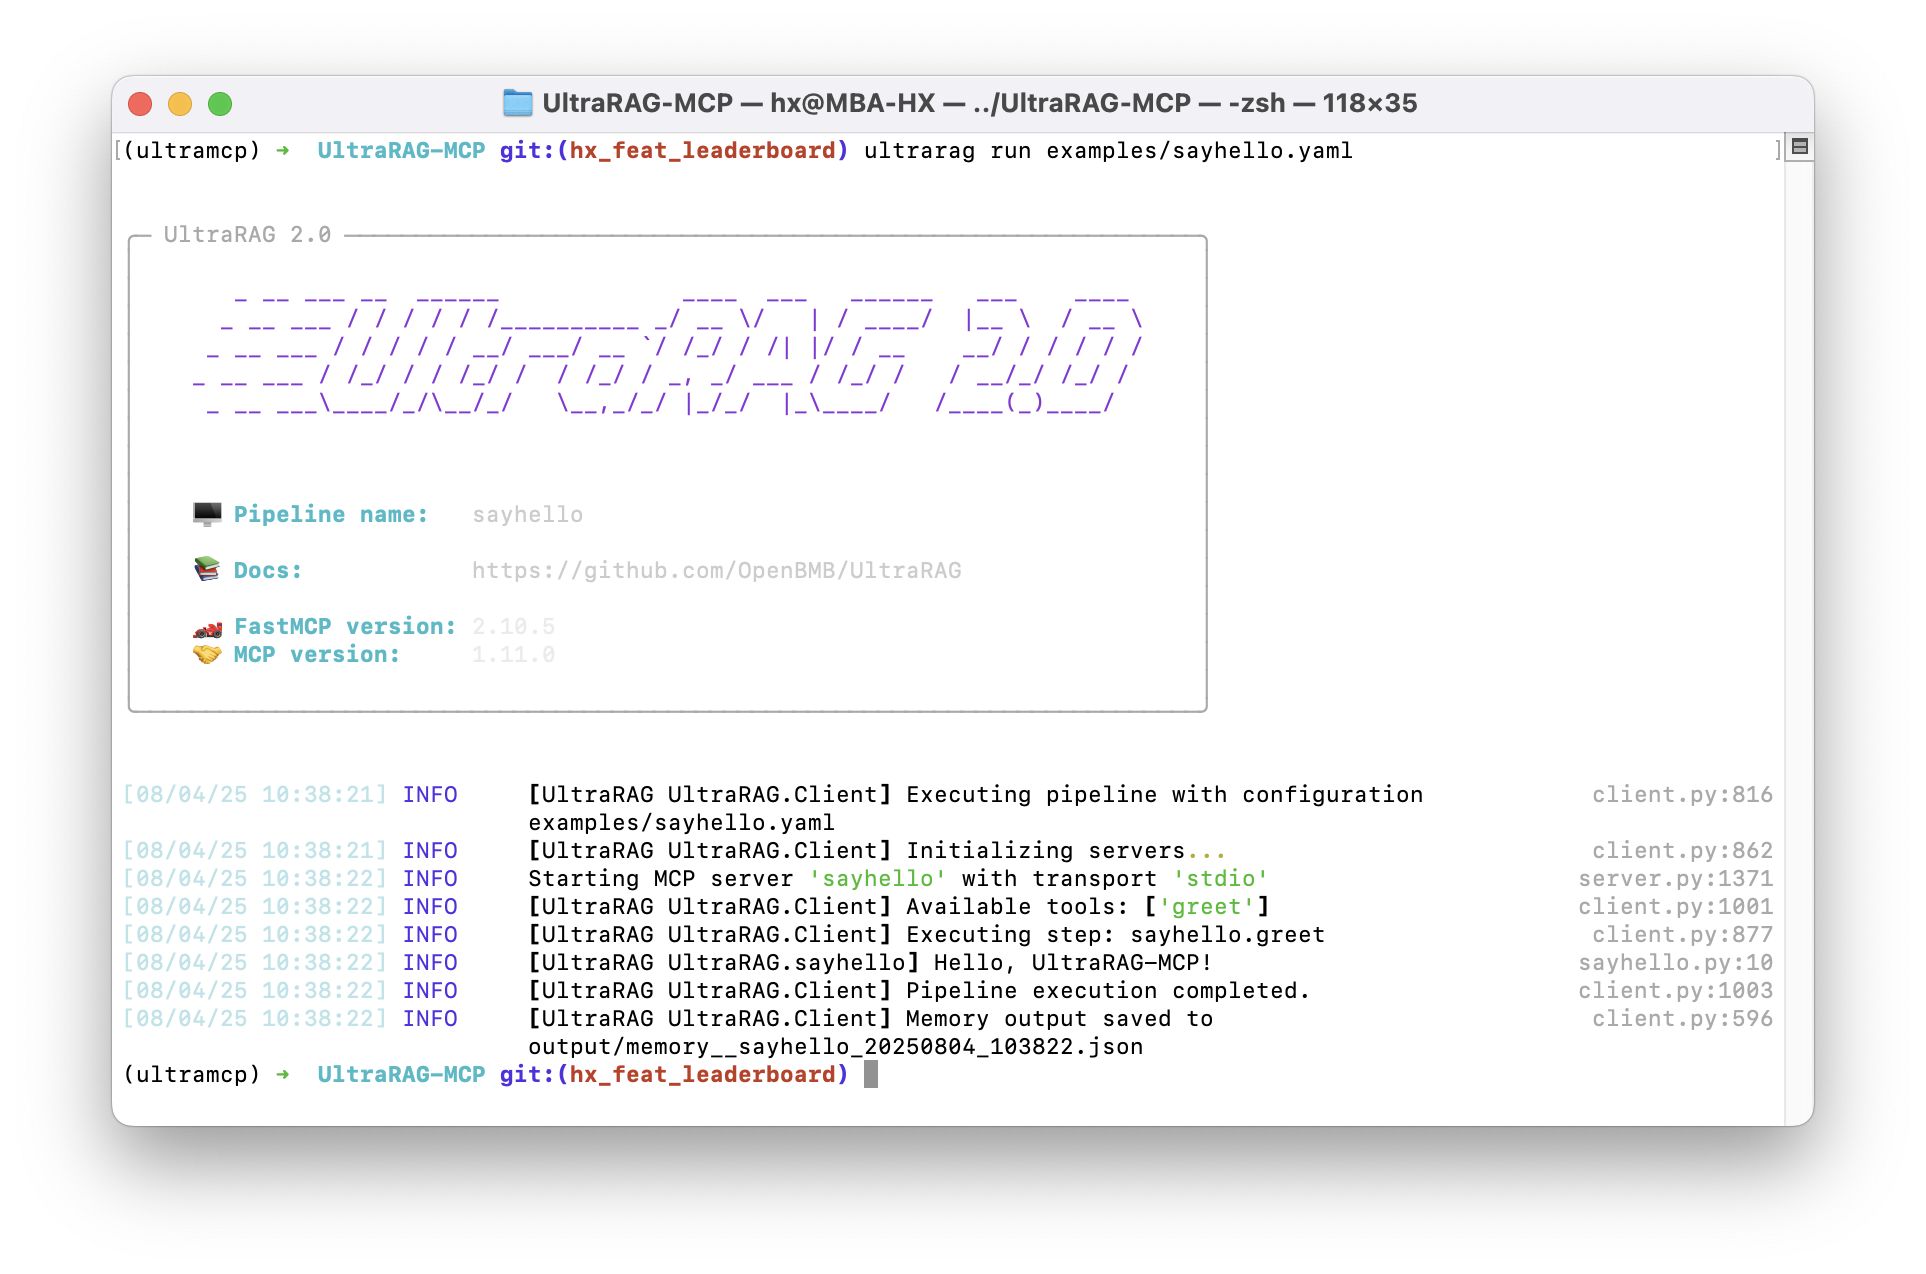 UltraRAG-MCP — hx@MBA-HX — ../UltraRAG-MCP — -zsh — 118×35
[(ultramcp) ➜  UltraRAG-MCP git:(hx_feat_leaderboard) ultrarag run examples/sayhello.yaml ]
UltraRAG 2.0
UltraRAG 2.0
Pipeline name: sayhello
Docs: https://github.com/OpenBMB/UltraRAG
FastMCP version: 2.10.5
MCP version: 1.11.0
[08/04/25 10:38:21] INFO [UltraRAG UltraRAG.Client] Executing pipeline with configuration client.py:816
examples/sayhello.yaml
[08/04/25 10:38:21] INFO [UltraRAG UltraRAG.Client] Initializing servers... client.py:862
[08/04/25 10:38:22] INFO Starting MCP server 'sayhello' with transport 'stdio' server.py:1371
[08/04/25 10:38:22] INFO [UltraRAG UltraRAG.Client] Available tools: ['greet'] client.py:1001
[08/04/25 10:38:22] INFO [UltraRAG UltraRAG.Client] Executing step: sayhello.greet client.py:877
[08/04/25 10:38:22] INFO [UltraRAG UltraRAG.sayhello] Hello, UltraRAG-MCP! sayhello.py:10
[08/04/25 10:38:22] INFO [UltraRAG UltraRAG.Client] Pipeline execution completed. client.py:1003
[08/04/25 10:38:22] INFO [UltraRAG UltraRAG.Client] Memory output saved to client.py:596
output/memory__sayhello_20250804_103822.json
(ultramcp) ➜  UltraRAG-MCP git:(hx_feat_leaderboard)